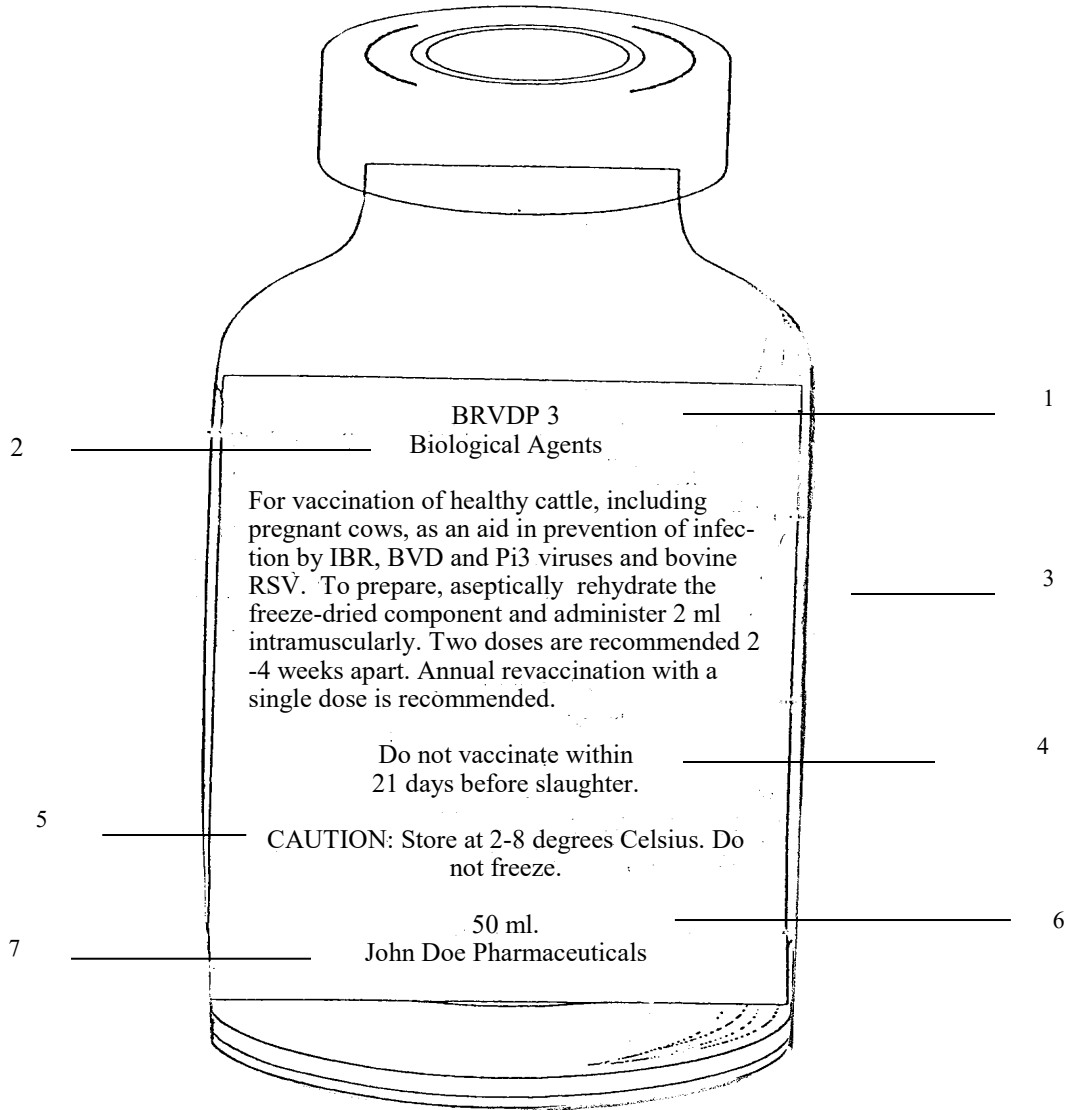 BRVDP 3
1
Biological Agents
2
For vaccination of healthy cattle, including
pregnant cows, as an aid in prevention of infec-
tion by IBR, BVD and Pi3 viruses and bovine
RSV. To prepare, aseptically rehydrate the
3
freeze-dried component and administer 2 ml
intramuscularly. Two doses are recommended 2
-4 weeks apart. Annual revaccination with a
single dose is recommended.
Do not vaccinate within
4
21 days before slaughter.
5
CAUTION: Store at 2-8 degrees Celsius. Do
not freeze.
50 ml.
6
7
John Doe Pharmaceuticals